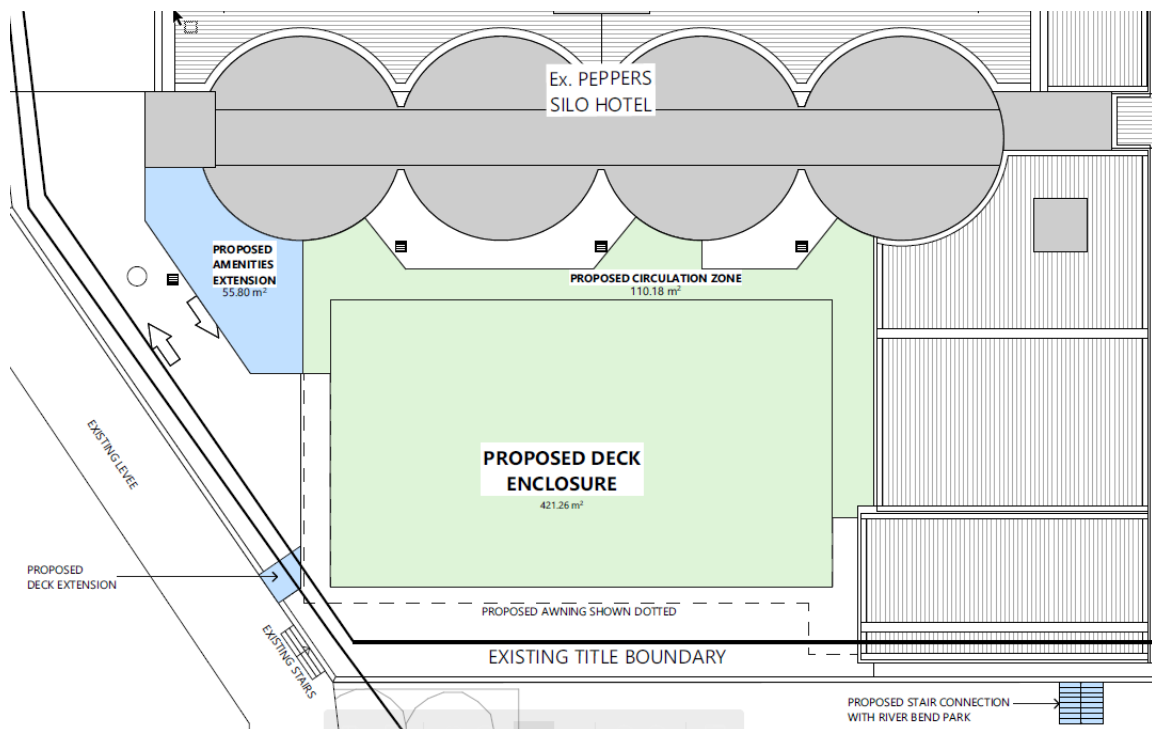 Ex. PEPPERS
SILO HOTEL
PROPOSED
AMENITIES
EXTENSION
55.80 m²
PROPOSED CIRCULATION ZONE
110.18 m²
EXISTING LEVEE
PROPOSED DECK
ENCLOSURE
421.26 m²
PROPOSED
DECK EXTENSION
PROPOSED AWNING SHOWN DOTTED
EXISTING STAIRS
EXISTING TITLE BOUNDARY
PROPOSED STAIR CONNECTION
WITH RIVER BEND PARK